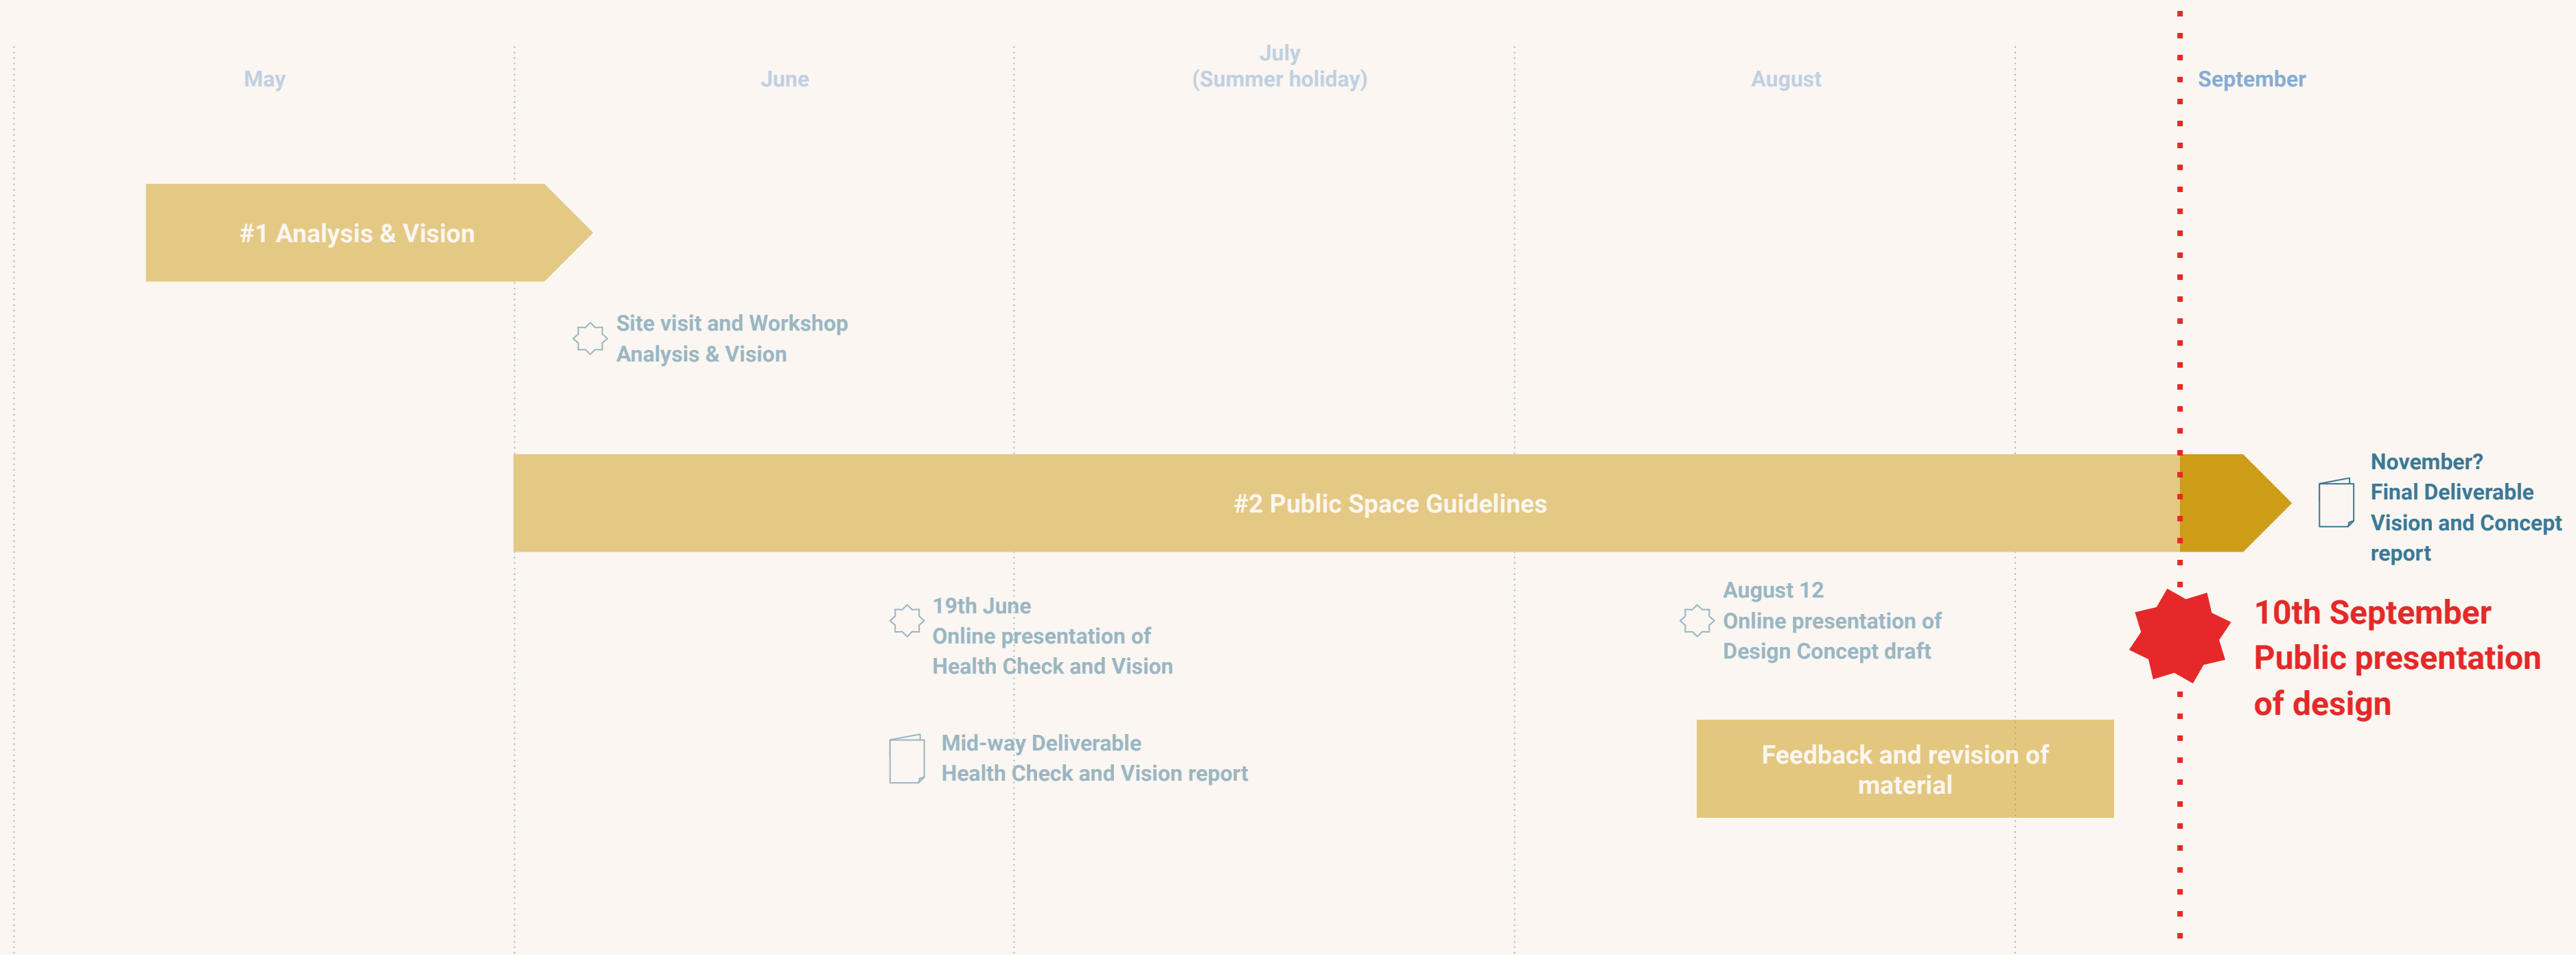 May
June
July
(Summer holiday)
August
September
#1 Analysis & Vision
Site visit and Workshop
Analysis & Vision
#2 Public Space Guidelines
November?
Final Deliverable
Vision and Concept
report
19th June
Online presentation of
Health Check and Vision
Mid-way Deliverable
Health Check and Vision report
August 12
Online presentation of
Design Concept draft
Feedback and revision of
material
10th September
Public presentation
of design